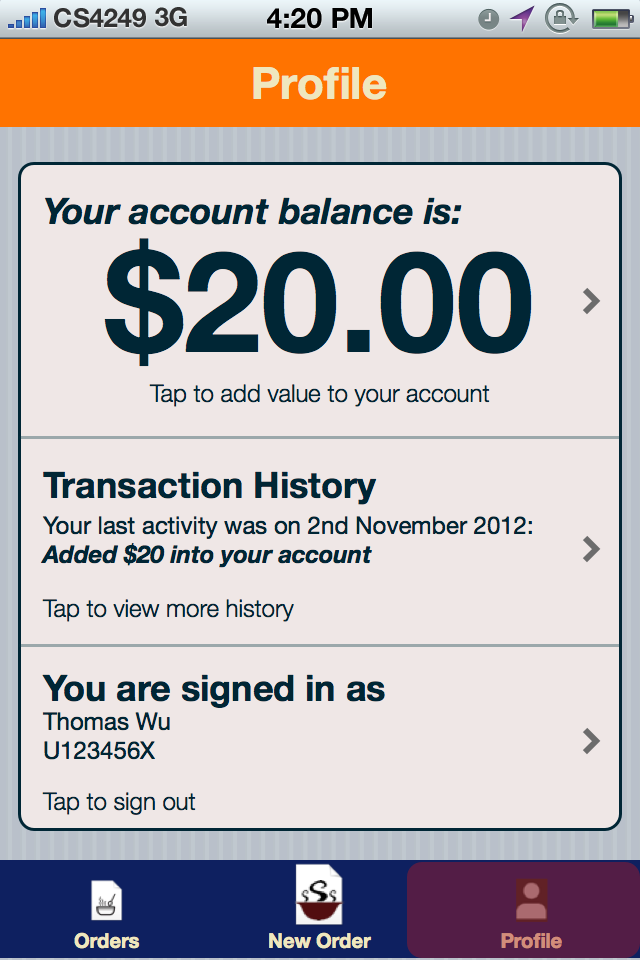 CS4249 3G 4:20 PM
Profile
Your account balance is:
$20.00
Tap to add value to your account
Transaction History
Your last activity was on 2nd November 2012:
Added $20 into your account
Tap to view more history
You are signed in as
Thomas Wu
U123456X
Tap to sign out
Orders New Order Profile